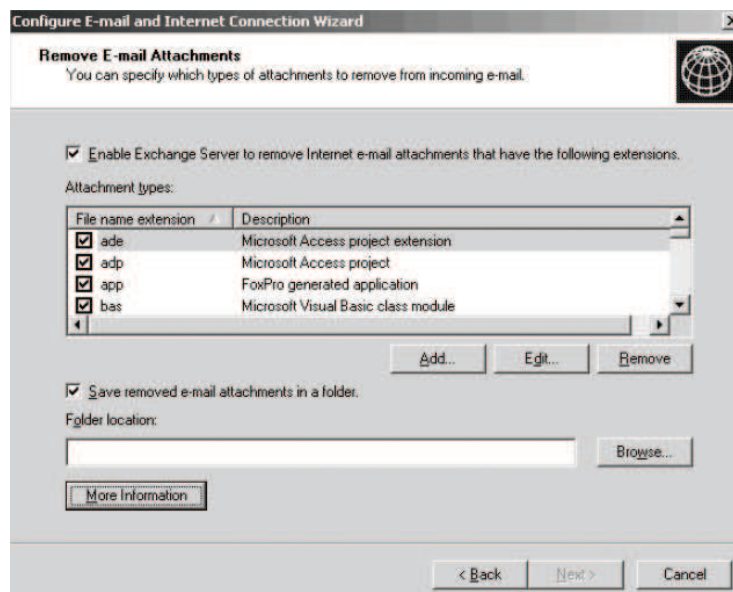 Configure E-mail and Internet Connection Wizard
Remove E-mail Attachments
You can specify which types of attachments to remove from incoming e-mail.
Enable Exchange Server to remove Internet e-mail attachments that have the following extensions.
Attachment types:
File name extension Description
ade Microsoft Access project extension
adp Microsoft Access project
app FoxPro generated application
bas Microsoft Visual Basic class module
Add... Edit... Remove
Save removed e-mail attachments in a folder.
Folder location:
Browse...
More Information
< Back Next > Cancel